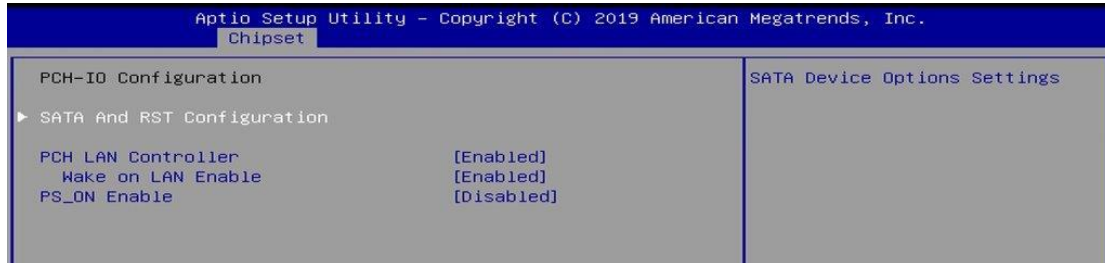 Aptio Setup Utility – Copyright (C) 2019 American Megatrends, Inc.
Chipset
PCH-IO Configuration
SATA Device Options Settings
SATA And RST Configuration
PCH LAN Controller [Enabled]
Wake on LAN Enable [Enabled]
PS_ON Enable [Disabled]